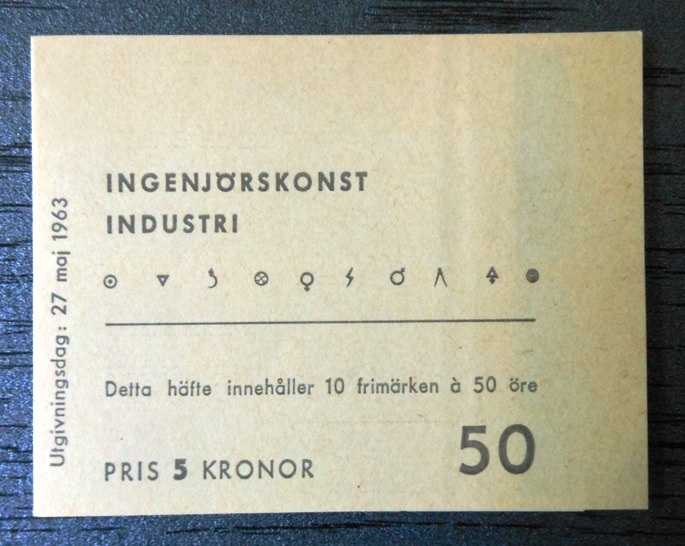 INGENJÖRSKONST
INDUSTRI
Detta häfte innehåller 10 frimärken à 50 öre
PRIS 5 KRONOR
50
Utgivningsdag: 27 maj 1963